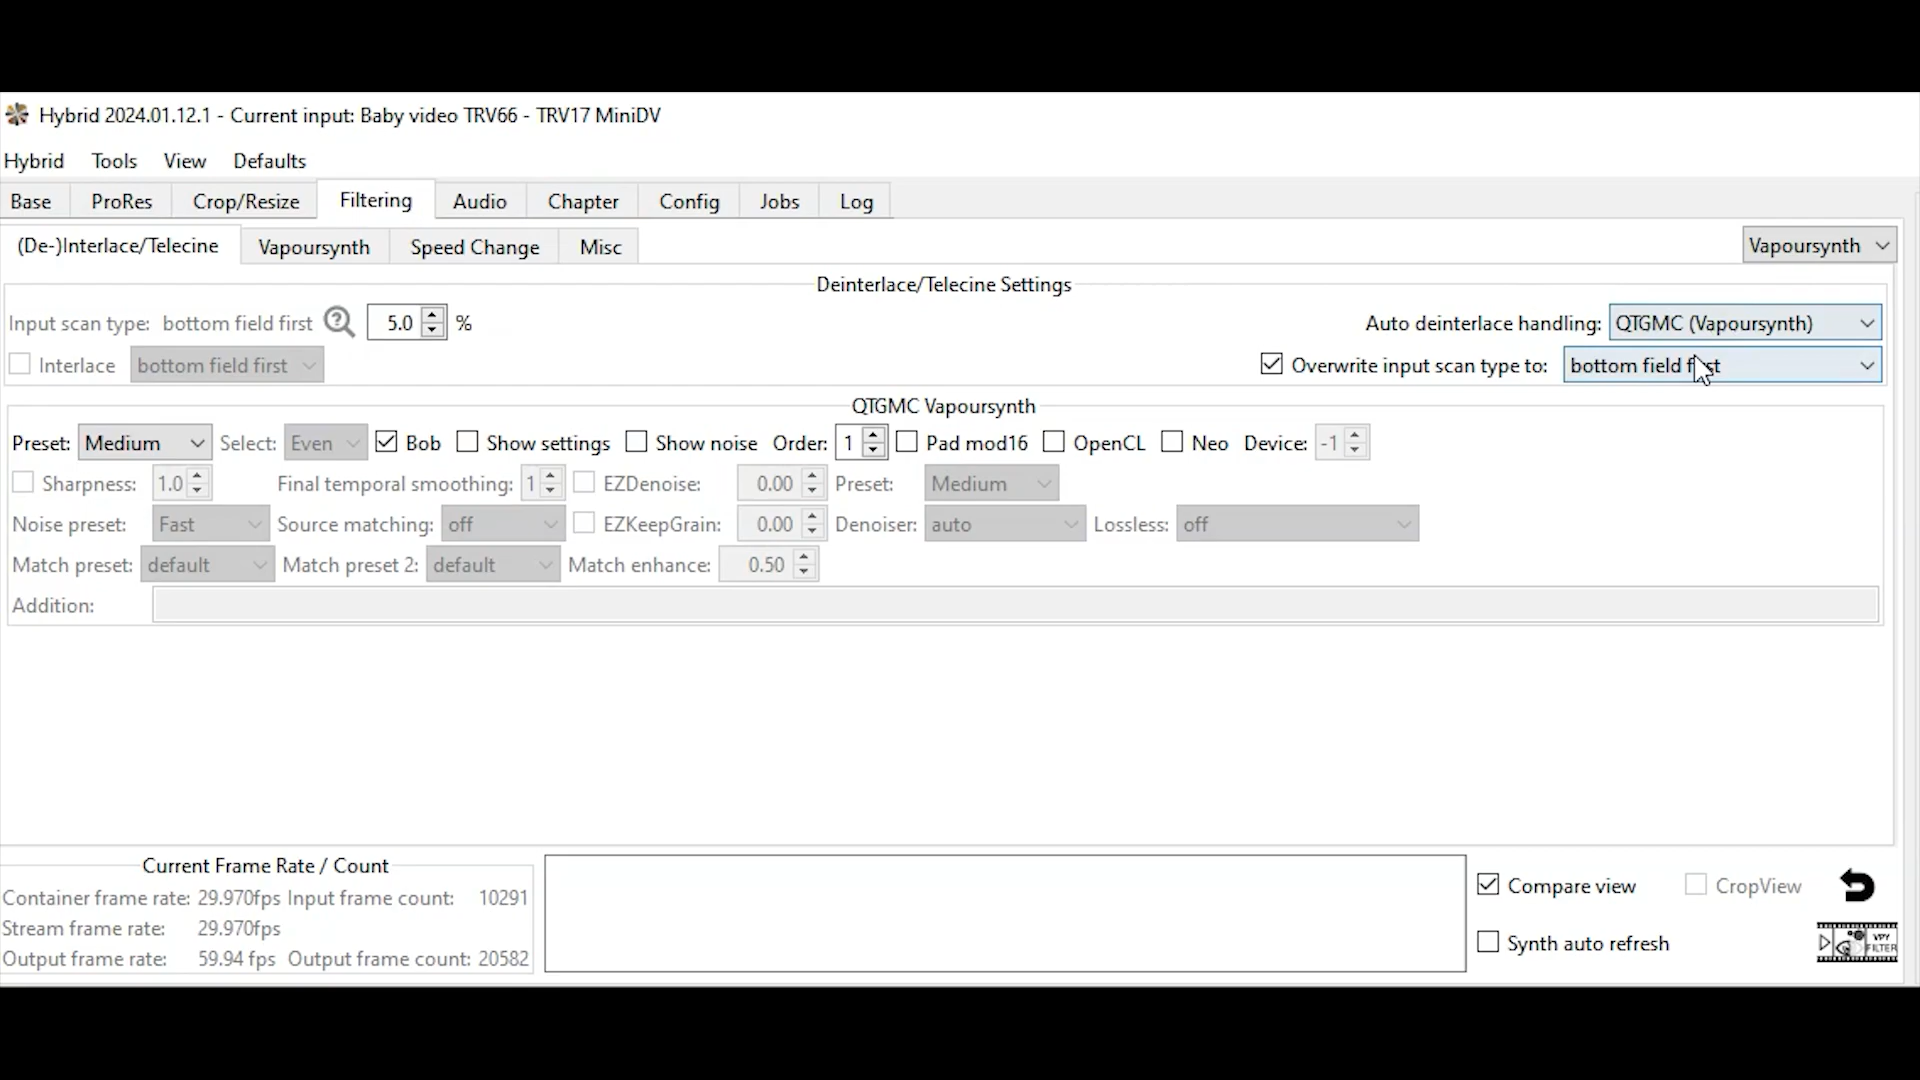 Hybrid 2024.01.12.1 - Current input: Baby video TRV66 - TRV17 MiniDV
Hybrid Tools View Defaults
Base ProRes Crop/Resize Filtering Audio Chapter Config Jobs Log
(De-)Interlace/Telecine Vapoursynth Speed Change Misc Vapoursynth
Deinterlace/Telecine Settings
Input scan type: bottom field first 5.0 % Auto deinterlace handling: QTGMC (Vapoursynth)
Interlace bottom field first Overwrite input scan type to: bottom field first
QTGMC Vapoursynth
Preset: Medium Select: Even Bob Show settings Show noise Order: 1 Pad mod16 OpenCL Neo Device: -1
Sharpness: 1.0 Final temporal smoothing: 1 EZDenoise: 0.00 Preset: Medium
Noise preset: Fast Source matching: off EZKeepGrain: 0.00 Denoiser: auto Lossless: off
Match preset: default Match preset 2: default Match enhance: 0.50
Addition:
Current Frame Rate / Count
Container frame rate: 29.970fps Input frame count: 10291
Stream frame rate: 29.970fps
Output frame rate: 59.94 fps Output frame count: 20582
Compare view CropView
Synth auto refresh
VPY
FILTER